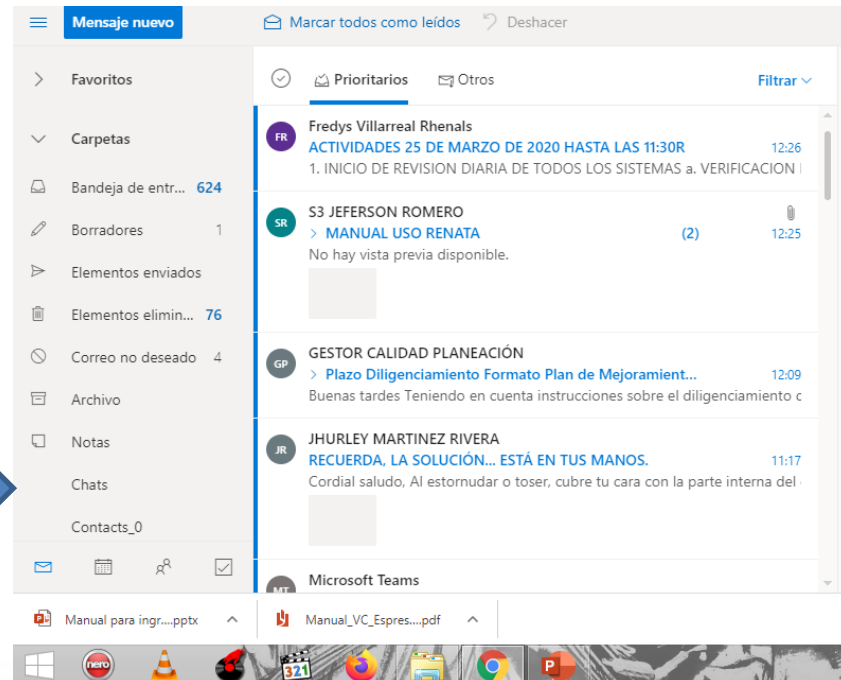 Mensaje nuevo
Marcar todos como leídos
Deshacer
Favoritos
Carpetas
Bandeja de entr... 624
Borradores 1
Elementos enviados
Elementos elimin... 76
Correo no deseado 4
Archivo
Notas
Chats
Contacts_0
Prioritarios
Otros
Filtrar
FR
Fredys Villarreal Rhenals
ACTIVIDADES 25 DE MARZO DE 2020 HASTA LAS 11:30R 12:26
1. INICIO DE REVISION DIARIA DE TODOS LOS SISTEMAS a. VERIFICACION
SR
S3 JEFERSON ROMERO
> MANUAL USO RENATA (2) 12:25
No hay vista previa disponible.
GP
GESTOR CALIDAD PLANEACIÓN
> Plazo Diligenciamiento Formato Plan de Mejoramient... 12:09
Buenas tardes Teniendo en cuenta instrucciones sobre el diligenciamiento
JR
JHURLEY MARTINEZ RIVERA
RECUERDA, LA SOLUCIÓN... ESTÁ EN TUS MANOS. 11:17
Cordial saludo, Al estornudar o toser, cubre tu cara con la parte interna del
MT
Microsoft Teams
Manual para ingr....pptx
Manual_VC_Espres....pdf
nero
321